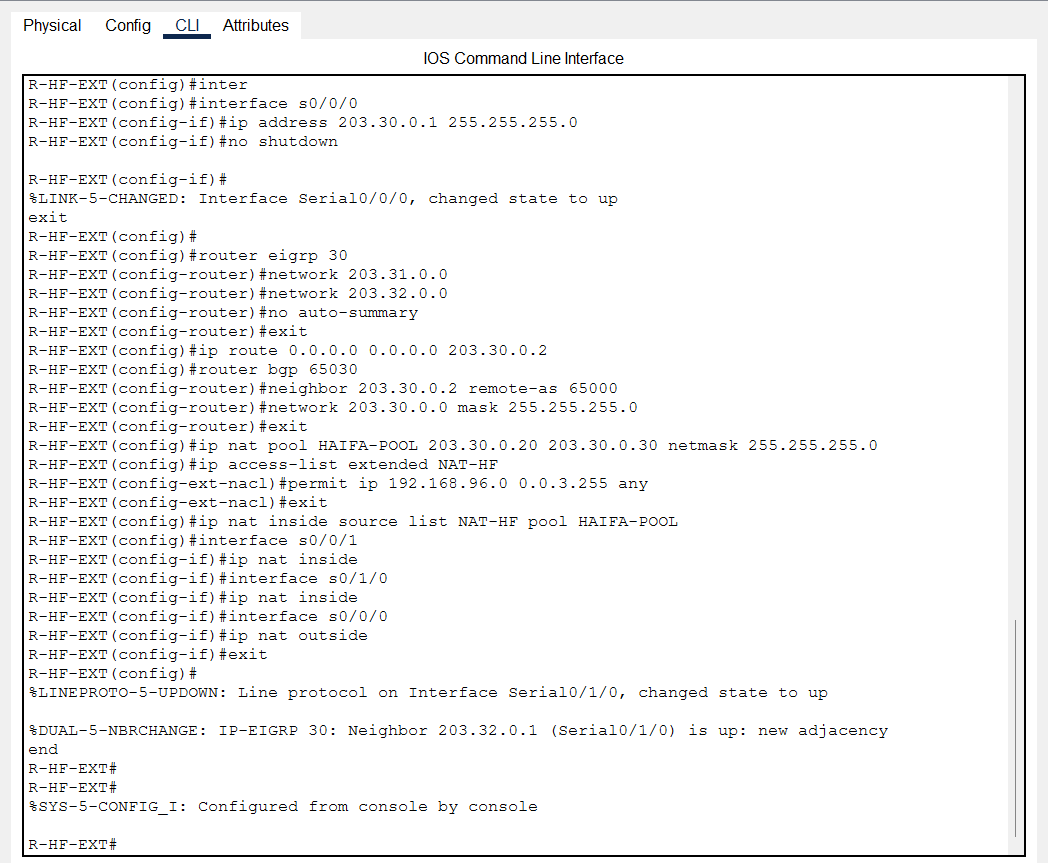 Physical Config CLI Attributes
IOS Command Line Interface
R-HF-EXT(config)#inter
R-HF-EXT(config)#interface s0/0/0
R-HF-EXT(config-if)#ip address 203.30.0.1 255.255.255.0
R-HF-EXT(config-if)#no shutdown
R-HF-EXT(config-if)#
%LINK-5-CHANGED: Interface Serial0/0/0, changed state to up
exit
R-HF-EXT(config)#
R-HF-EXT(config)#router eigrp 30
R-HF-EXT(config-router)#network 203.31.0.0
R-HF-EXT(config-router)#network 203.32.0.0
R-HF-EXT(config-router)#no auto-summary
R-HF-EXT(config-router)#exit
R-HF-EXT(config)#ip route 0.0.0.0 0.0.0.0 203.30.0.2
R-HF-EXT(config)#router bgp 65030
R-HF-EXT(config-router)#neighbor 203.30.0.2 remote-as 65000
R-HF-EXT(config-router)#network 203.30.0.0 mask 255.255.255.0
R-HF-EXT(config-router)#exit
R-HF-EXT(config)#ip nat pool HAIFA-POOL 203.30.0.20 203.30.0.30 netmask 255.255.255.0
R-HF-EXT(config)#ip access-list extended NAT-HF
R-HF-EXT(config-ext-nacl)#permit ip 192.168.96.0 0.0.3.255 any
R-HF-EXT(config-ext-nacl)#exit
R-HF-EXT(config)#ip nat inside source list NAT-HF pool HAIFA-POOL
R-HF-EXT(config)#interface s0/0/1
R-HF-EXT(config-if)#ip nat inside
R-HF-EXT(config-if)#interface s0/1/0
R-HF-EXT(config-if)#ip nat inside
R-HF-EXT(config-if)#interface s0/0/0
R-HF-EXT(config-if)#ip nat outside
R-HF-EXT(config-if)#exit
R-HF-EXT(config)#
%LINEPROTO-5-UPDOWN: Line protocol on Interface Serial0/1/0, changed state to up
%DUAL-5-NBRCHANGE: IP-EIGRP 30: Neighbor 203.32.0.1 (Serial0/1/0) is up: new adjacency
end
R-HF-EXT#
R-HF-EXT#
%SYS-5-CONFIG_I: Configured from console by console
R-HF-EXT#